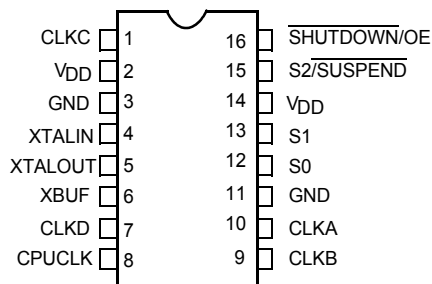 CLKC 1 16 SHUTDOWN/OE
VDD 2 15 S2/SUSPEND
GND 3 14 VDD
XTALIN 4 13 S1
XTALOUT 5 12 S0
XBUF 6 11 GND
CLKD 7 10 CLKA
CPUCLK 8 9 CLKB